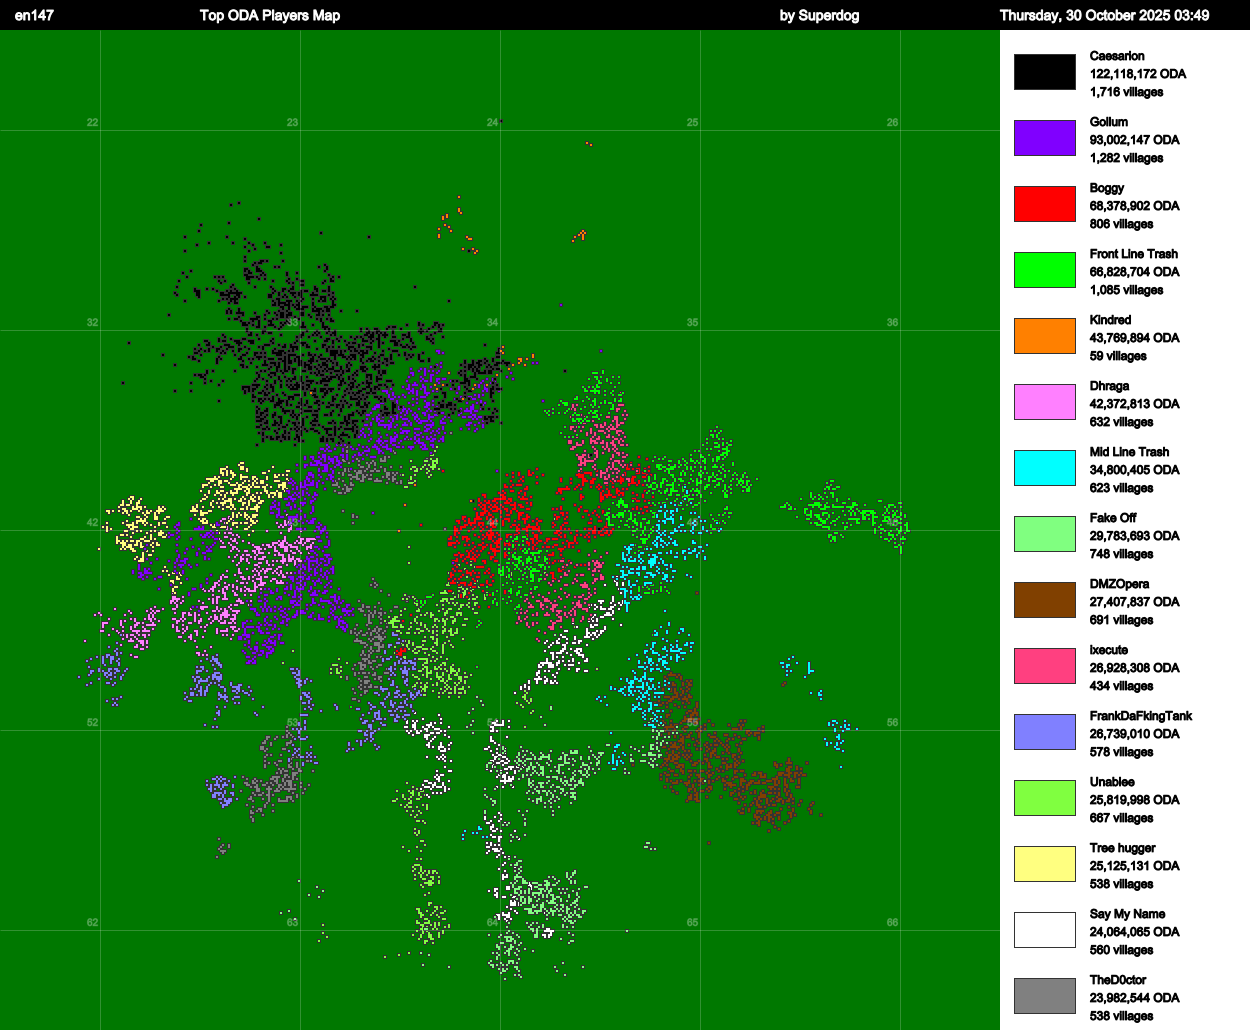 en147 Top ODA Players Map by Superdog Thursday, 30 October 2025 03:49
Caesarion
122,118,172 ODA
1,716 villages
Gollum
93,002,147 ODA
1,282 villages
Boggy
68,378,902 ODA
806 villages
Front Line Trash
66,828,704 ODA
1,085 villages
Kindred
43,769,894 ODA
59 villages
Dhraga
42,372,813 ODA
632 villages
Mid Line Trash
34,800,405 ODA
623 villages
Fake Off
29,783,693 ODA
748 villages
DMZOpera
27,407,837 ODA
691 villages
Ixecute
26,928,308 ODA
434 villages
FrankDaFkingTank
26,739,010 ODA
578 villages
Unablee
25,819,998 ODA
667 villages
Tree hugger
25,125,131 ODA
538 villages
Say My Name
24,064,065 ODA
560 villages
TheD0ctor
23,982,544 ODA
538 villages
22 23 24 25 26
32 33 34 35 36
42 43 44 45
52 53 54 55 56
62 63 64 65 66